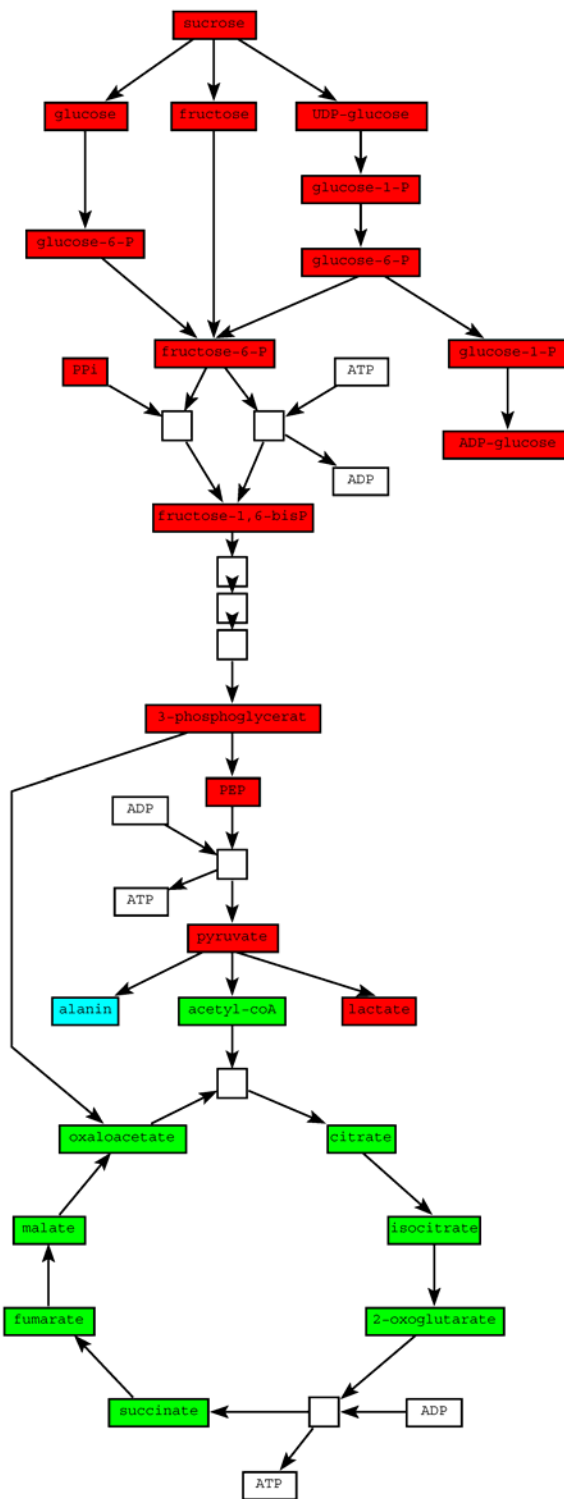 sucrose
glucose
fructose
UDP-glucose
glucose-1-P
glucose-6-P
glucose-6-P
fructose-6-P
glucose-1-P
PPi
ATP
ADP-glucose
ADP
fructose-1,6-bisP
3-phosphoglycerat
PEP
ADP
ATP
pyruvate
alanin
acetyl-coA
lactate
oxaloacetate
citrate
malate
isocitrate
fumarate
2-oxoglutarate
succinate
ADP
ATP